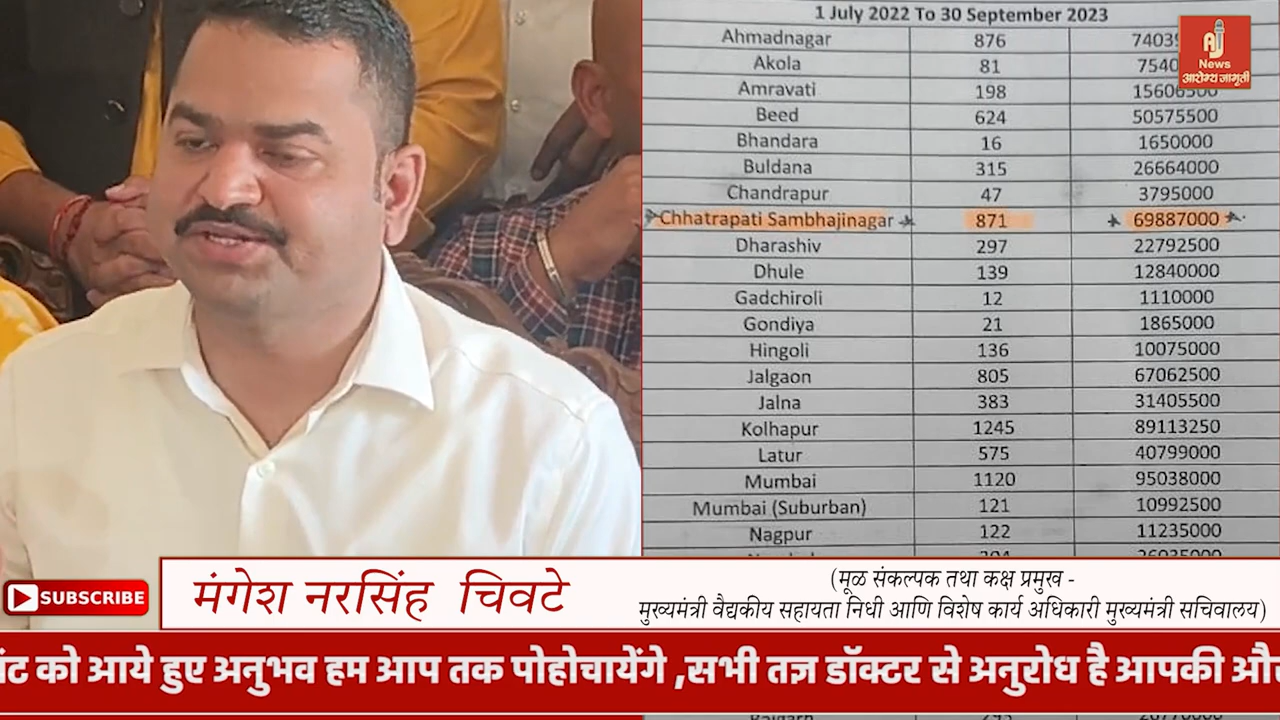 1 July 2022 To 30 September 2023
Ahmadnagar 876
Akola 81
Amravati 198 15606500
Beed 624 50575500
Bhandara 16 1650000
Buldana 315 26664000
Chandrapur 47 3795000
Chhatrapati Sambhajinagar 871 69887000
Dharashiv 297 22792500
Dhule 139 12840000
Gadchiroli 12 1110000
Gondiya 21 1865000
Hingoli 136 10075000
Jalgaon 805 67062500
Jalna 383 31405500
Kolhapur 1245 89113250
Latur 575 40799000
Mumbai 1120 95038000
Mumbai (Suburban) 121 10992500
Nagpur 122 11235000
AJ
News
आरोग्य जागृती
SUBSCRIBE
मंगेश नरसिंह चिवटे
(मूळ संकल्पक तथा कक्ष प्रमुख -
मुख्यमंत्री वैद्यकीय सहायता निधी आणि विशेष कार्य अधिकारी मुख्यमंत्री सचिवालय)
को आये हुए अनुभव हम आप तक पोहोचायेंगे ,सभी तज्ञ डॉक्टर से अनुरोध है आपकी